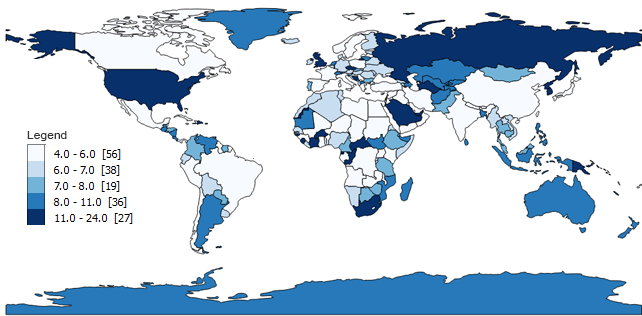 Legend
4.0 - 6.0 [56]
6.0 - 7.0 [38]
7.0 - 8.0 [19]
8.0 - 11.0 [36]
11.0 - 24.0 [27]